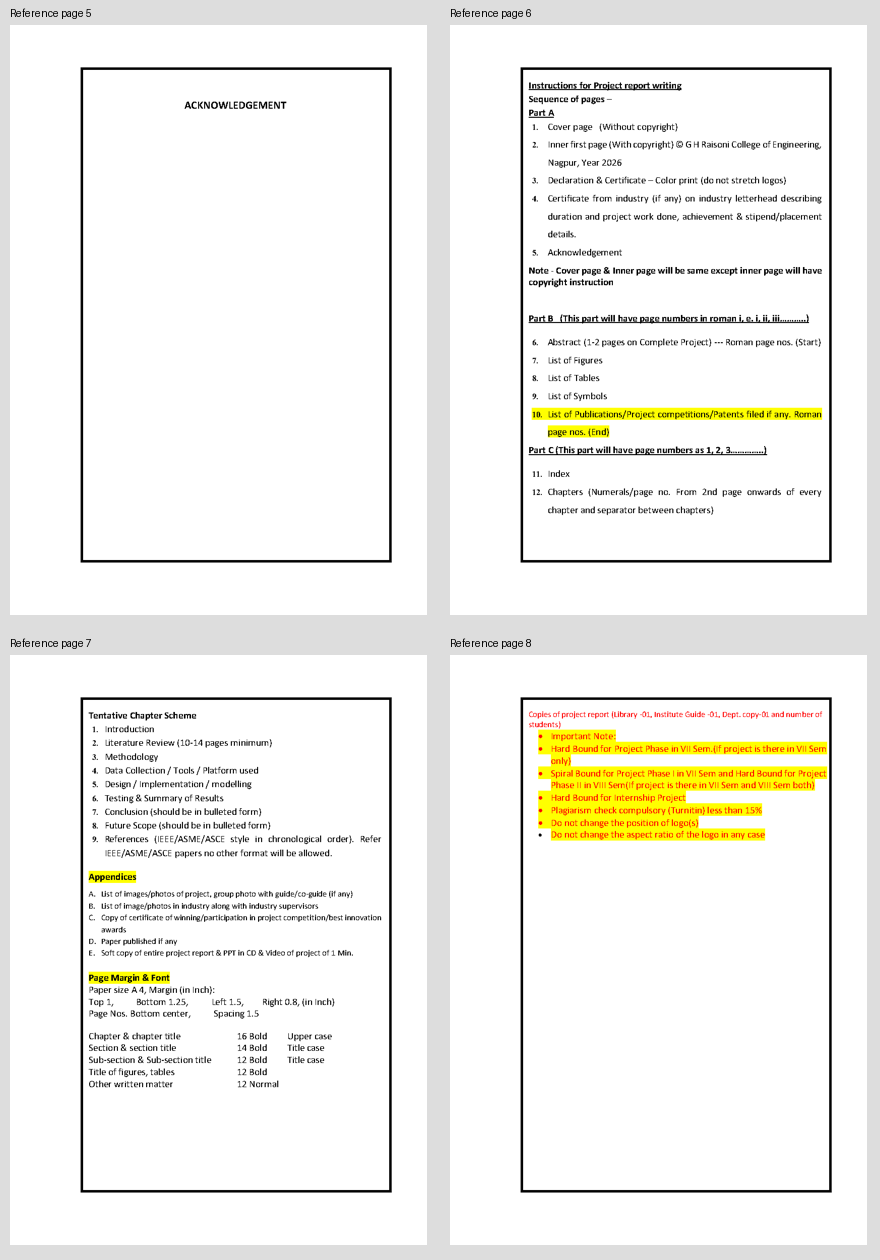 Reference page 5
ACKNOWLEDGEMENT
Reference page 6
Instructions for Project report writing
Sequence of pages –
Part A
1. Cover page (Without copyright)
2. Inner first page (With copyright) © G H Raisoni College of Engineering,
Nagpur, Year 2026
3. Declaration & Certificate – Color print (do not stretch logos)
4. Certificate from industry (if any) on industry letterhead describing
duration and project work done, achievement & stipend/placement
details.
5. Acknowledgement
Note - Cover page & Inner page will be same except inner page will have
copyright instruction
Part B (This part will have page numbers in roman i, e. i, ii, iii...........)
6. Abstract (1-2 pages on Complete Project) --- Roman page nos. (Start)
7. List of Figures
8. List of Tables
9. List of Symbols
10. List of Publications/Project competitions/Patents filed if any. Roman
page nos. (End)
Part C (This part will have page numbers as 1, 2, 3..............)
11. Index
12. Chapters (Numerals/page no. From 2nd page onwards of every
chapter and separator between chapters)
Reference page 7
Tentative Chapter Scheme
1. Introduction
2. Literature Review (10-14 pages minimum)
3. Methodology
4. Data Collection / Tools / Platform used
5. Design / Implementation / modelling
6. Testing & Summary of Results
7. Conclusion (should be in bulleted form)
8. Future Scope (should be in bulleted form)
9. References (IEEE/ASME/ASCE style in chronological order). Refer
IEEE/ASME/ASCE papers no other format will be allowed.
Appendices
A. List of images/photos of project, group photo with guide/co-guide (if any)
B. List of image/photos in industry along with industry supervisors
C. Copy of certificate of winning/participation in project competition/best innovation
awards
D. Paper published if any
E. Soft copy of entire project report & PPT in CD & Video of project of 1 Min.
Page Margin & Font
Paper size A 4, Margin (in Inch):
Top 1, Bottom 1.25, Left 1.5, Right 0.8, (in Inch)
Page Nos. Bottom center, Spacing 1.5
Chapter & chapter title 16 Bold Upper case
Section & section title 14 Bold Title case
Sub-section & Sub-section title 12 Bold Title case
Title of figures, tables 12 Bold
Other written matter 12 Normal
Reference page 8
Copies of project report (Library -01, Institute Guide -01, Dept. copy-01 and number of
students)
• Important Note:
• Hard Bound for Project Phase in VII Sem.(If project is there in VII Sem
only)
• Spiral Bound for Project Phase I in VII Sem and Hard Bound for Project
Phase II in VIII Sem(If project is there in VII Sem and VIII Sem both)
• Hard Bound for Internship Project
• Plagiarism check compulsory (Turnitin) less than 15%
• Do not change the position of logo(s)
• Do not change the aspect ratio of the logo in any case